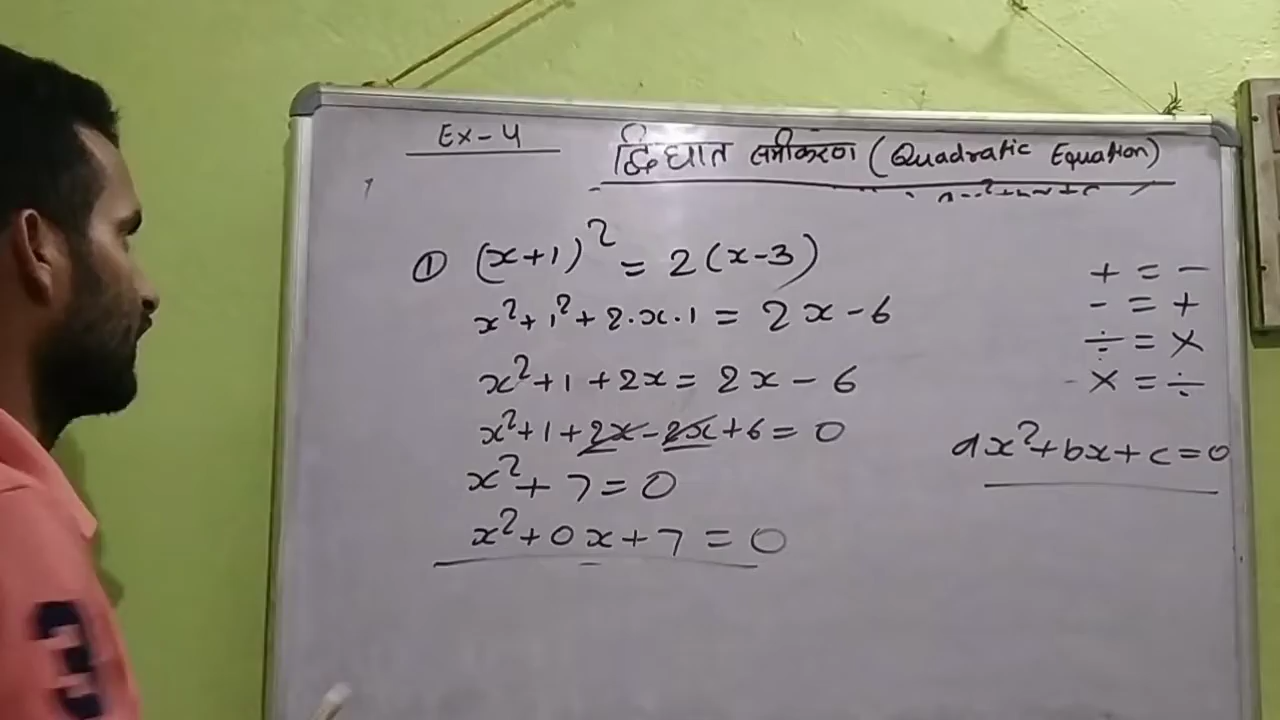 Ex-4
द्विघात समीकरण (Quadratic Equation)
① (x+1)² = 2(x-3)
x²+1²+2·x·1 = 2x-6
x²+1+2x = 2x-6
x²+1+2x-2x+6=0
x²+7=0
x²+0x+7=0
+ = -
- = +
÷ = ×
× = ÷
ax²+bx+c=0